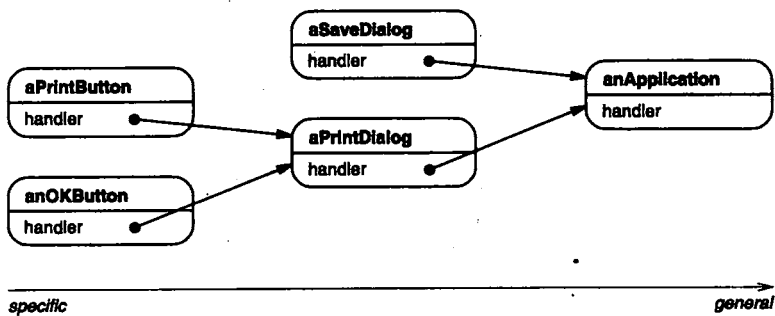 aSaveDialog
handler
anApplication
handler
aPrintButton
handler
aPrintDialog
handler
anOKButton
handler
specific
general